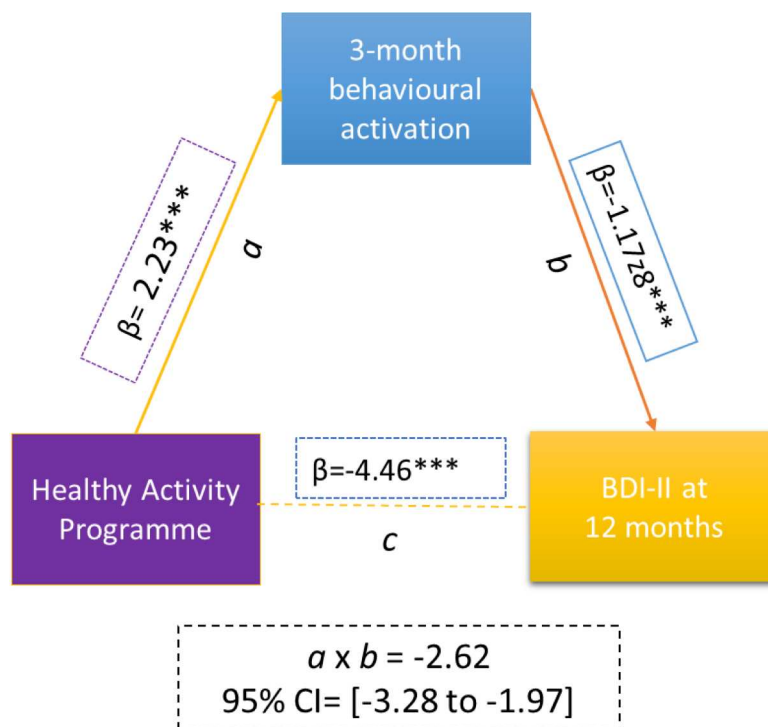 3-month
behavioural
activation
β= 2.23***
a
β=-1.17z8***
b
Healthy Activity
Programme
β=-4.46***
c
BDI-II at
12 months
a x b = -2.62
95% CI= [-3.28 to -1.97]